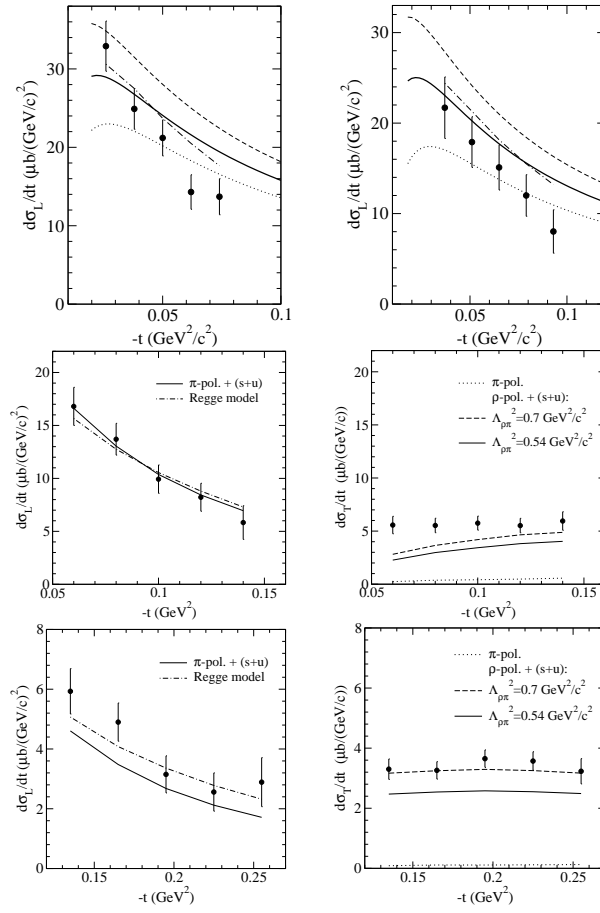 dσL/dt (μb/(GeV/c)²)
40
30
20
10
0
0.05
0.1
-t (GeV²/c²)
dσL/dt (μb/(GeV/c)²)
30
20
10
0
0.05
0.1
-t (GeV²/c²)
dσL/dt (μb/(GeV/c)²)
20
15
10
5
0
0.05
0.1
0.15
-t (GeV²)
π-pol. + (s+u)
Regge model
dσT/dt (μb/(GeV/c))
20
15
10
5
0
0.05
0.1
0.15
-t (GeV²)
π-pol.
ρ-pol. + (s+u):
Λρπ²=0.7 GeV²/c²
Λρπ²=0.54 GeV²/c²
dσL/dt (μb/(GeV/c)²)
8
6
4
2
0
0.15
0.2
0.25
-t (GeV²)
π-pol. + (s+u)
Regge model
dσT/dt (μb/(GeV/c))
8
6
4
2
0
0.15
0.2
0.25
-t (GeV²)
π-pol.
ρ-pol. + (s+u):
Λρπ²=0.7 GeV²/c²
Λρπ²=0.54 GeV²/c²